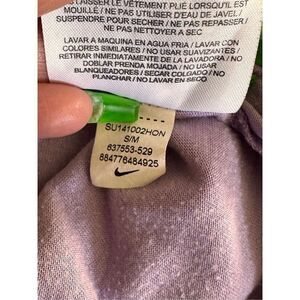 LAISSER LE VÊTEMENT PLIÉ LORSQU'IL EST
MOUILLÉ / NE PAS UTILISER D'EAU DE JAVEL /
SUSPENDRE POUR SÉCHER / NE PAS REPASSER /
NE PAS NETTOYER À SEC
LAVAR A MAQUINA EN AGUA FRIA / LAVAR CON
COLORES SIMILARES / NO USAR SUAVIZANTES /
RETIRAR INMEDIATAMENTE DE LA LAVADORA / NO
DOBLAR PRENDA MOJADA / NO USAR
BLANQUEADORES / SECAR COLGADO / NO
PLANCHAR / NO LAVAR EN SECO
SU141002HON
S/M
637553-529
884776484925